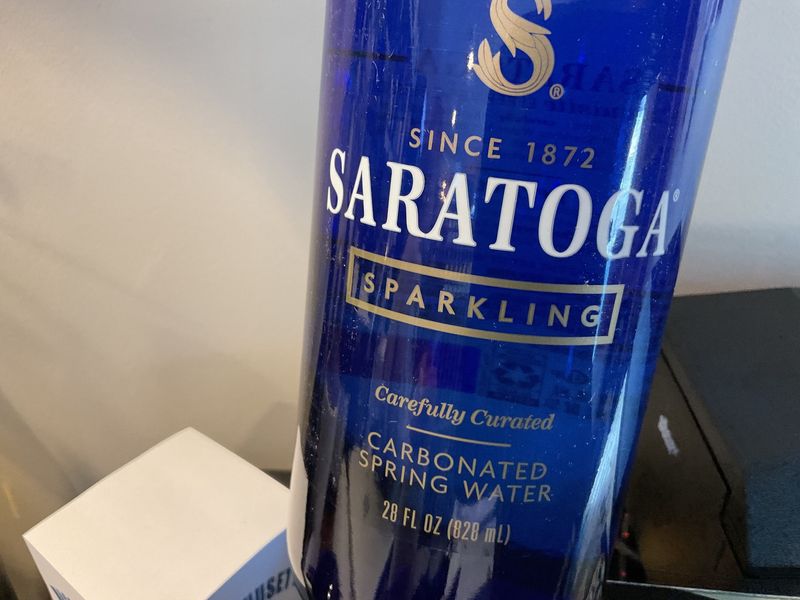 S®
SINCE 1872
SARATOGA®
SPARKLING
Carefully Curated
CARBONATED
SPRING WATER
28 FL OZ (828 mL)